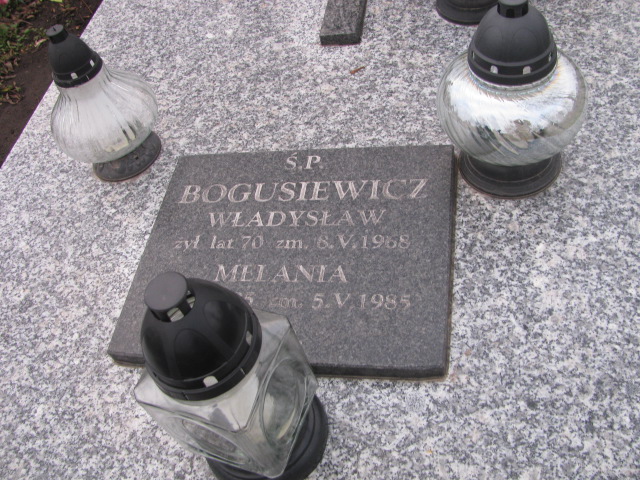 Ś.P.
BOGUSIEWICZ
WŁADYSŁAW
żył lat 70 zm. 6.V.1968
MELANIA
zm. 5.V 1985